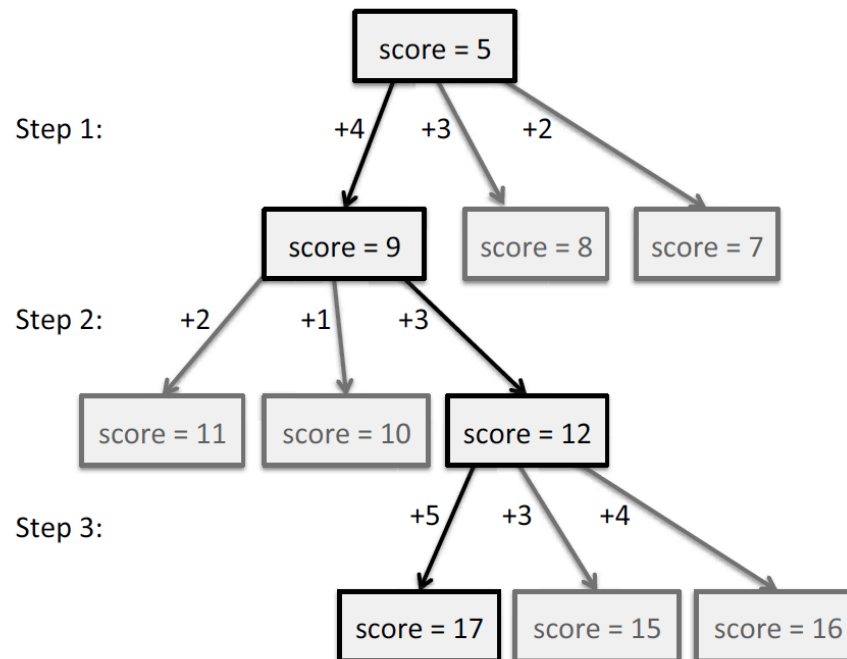 score = 5
Step 1: +4 +3 +2
score = 9 score = 8 score = 7
Step 2: +2 +1 +3
score = 11 score = 10 score = 12
Step 3: +5 +3 +4
score = 17 score = 15 score = 16